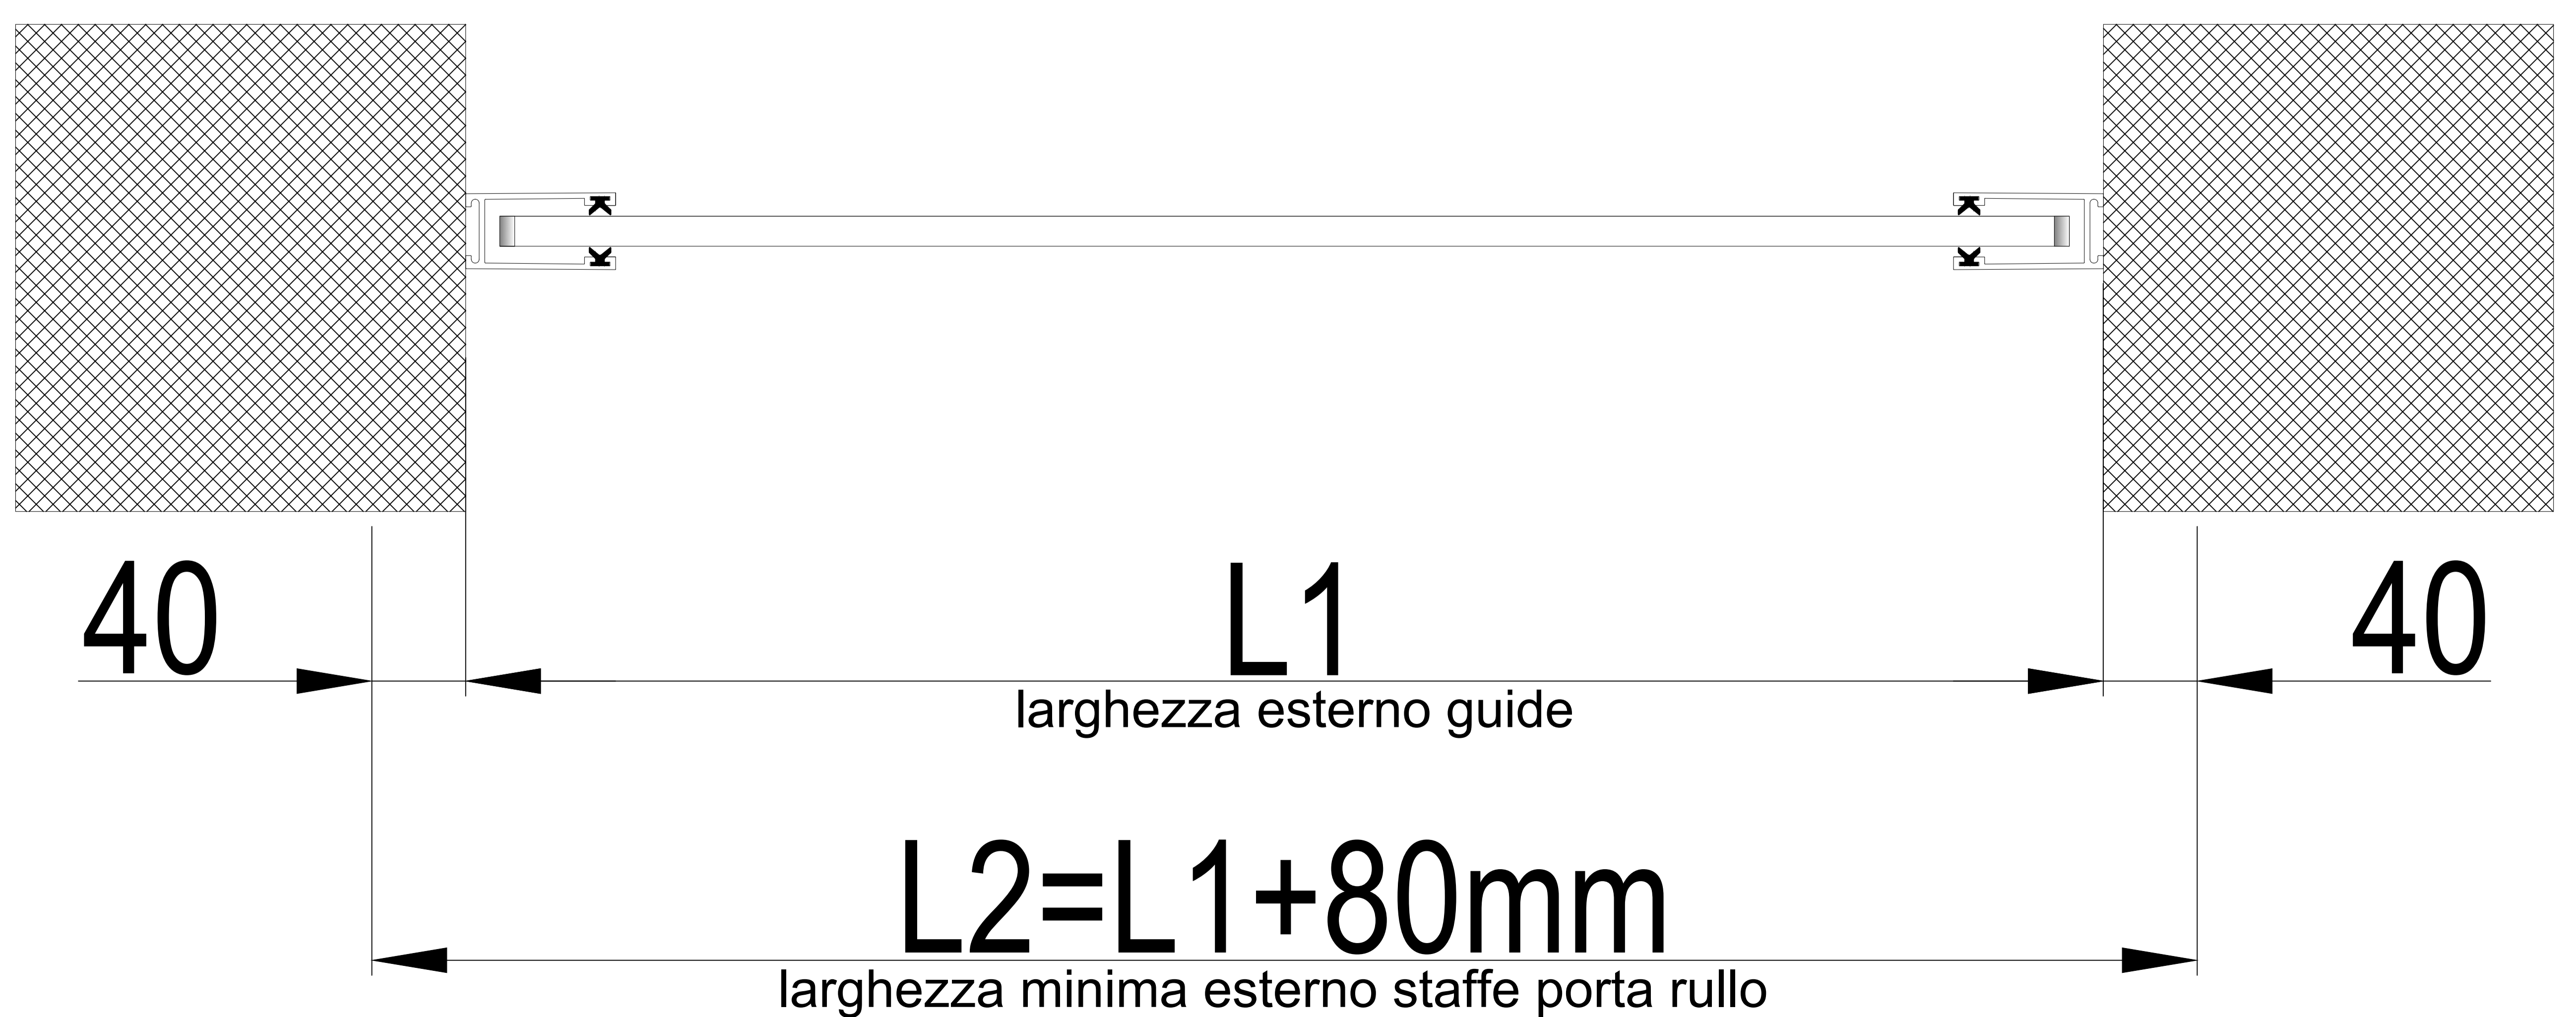 40
L1
40
larghezza esterno guide
L2=L1+80mm
larghezza minima esterno staffe porta rullo